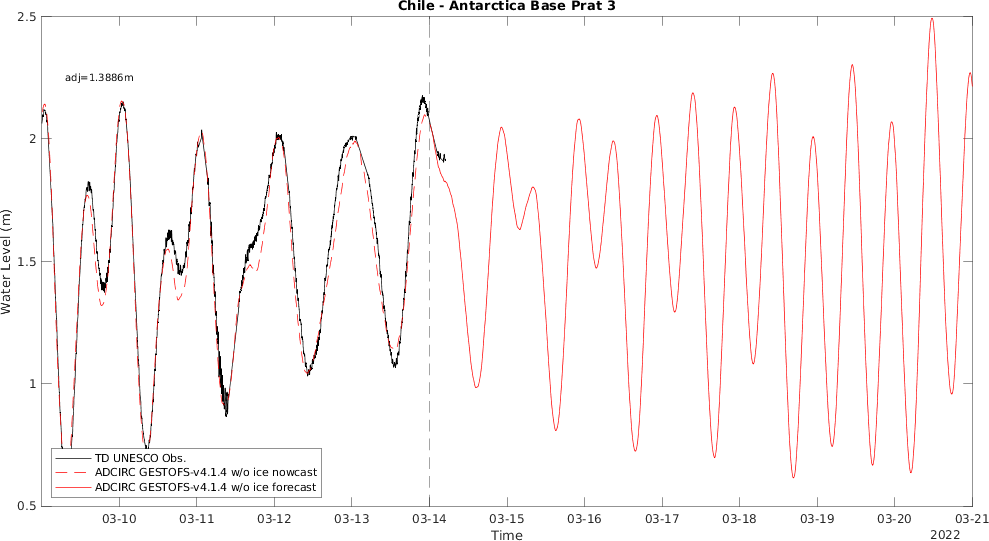 Chile - Antarctica Base Prat 3
2.5
adj=1.3886m
2
1.5
1
0.5
Water Level (m)
TD UNESCO Obs.
ADCIRC GESTOFS-v4.1.4 w/o ice nowcast
ADCIRC GESTOFS-v4.1.4 w/o ice forecast
03-10 03-11 03-12 03-13 03-14 03-15 03-16 03-17 03-18 03-19 03-20 03-21
Time
2022